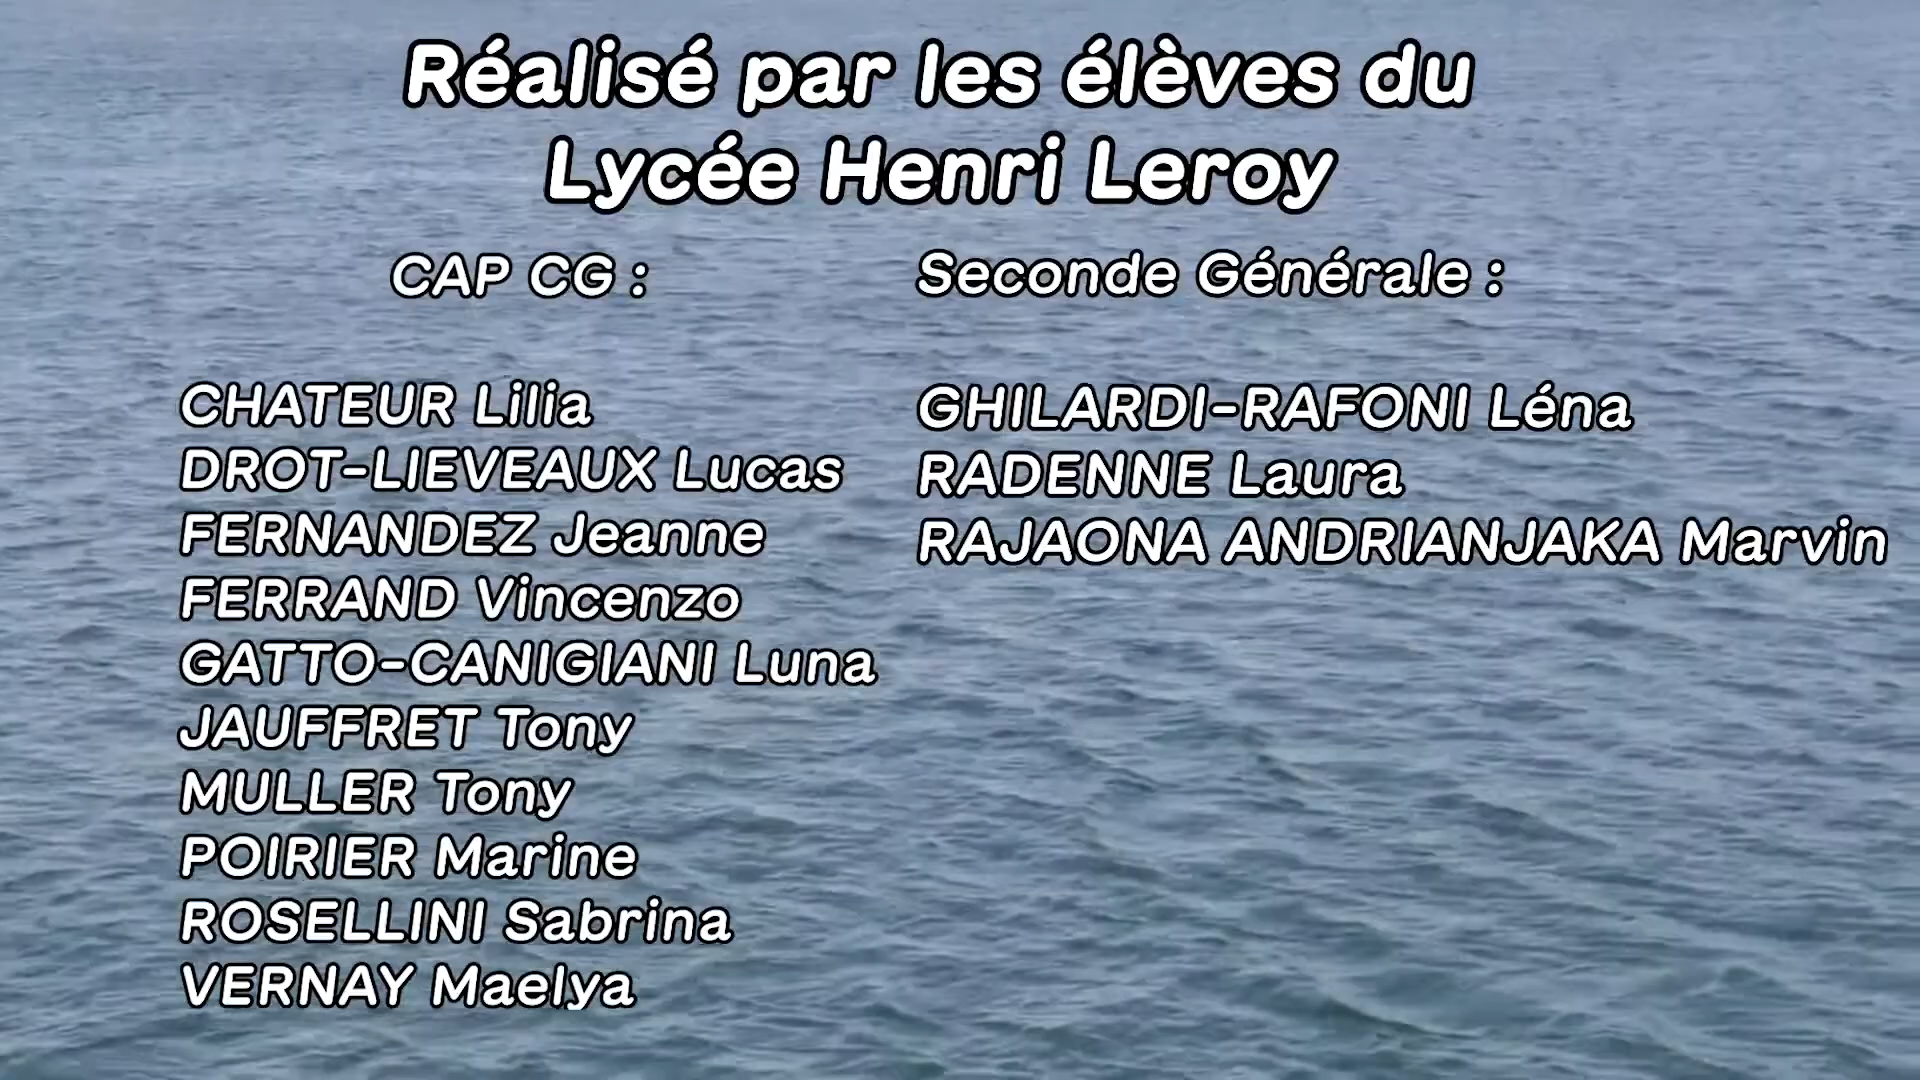 Réalisé par les élèves du
Lycée Henri Leroy
CAP CG :
CHATEUR Lilia
DROT-LIEVEAUX Lucas
FERNANDEZ Jeanne
FERRAND Vincenzo
GATTO-CANIGIANI Luna
JAUFFRET Tony
MULLER Tony
POIRIER Marine
ROSELLINI Sabrina
VERNAY Maelya
Seconde Générale :
GHILARDI-RAFONI Léna
RADENNE Laura
RAJAONA ANDRIANJAKA Marvin